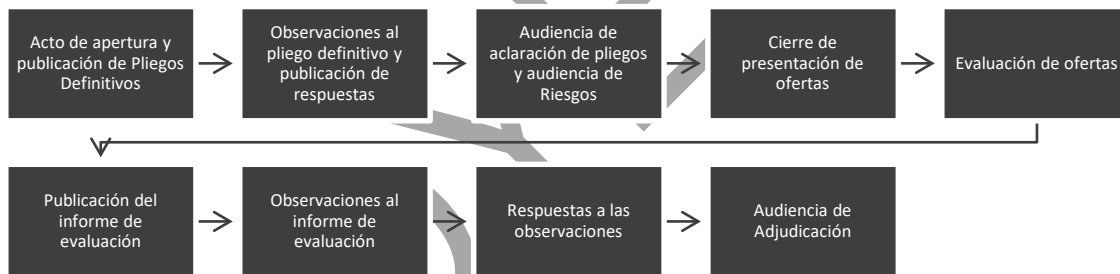 Acto de apertura y
publicación de Pliegos
Definitivos
Observaciones al
pliego definitivo y
publicación de
respuestas
Audiencia de
aclaración de pliegos
y audiencia de
Riesgos
Cierre de
presentación de
ofertas
Evaluación de ofertas
Publicación del
informe de
evaluación
Observaciones al
informe de
evaluación
Respuestas a las
observaciones
Audiencia de
Adjudicación